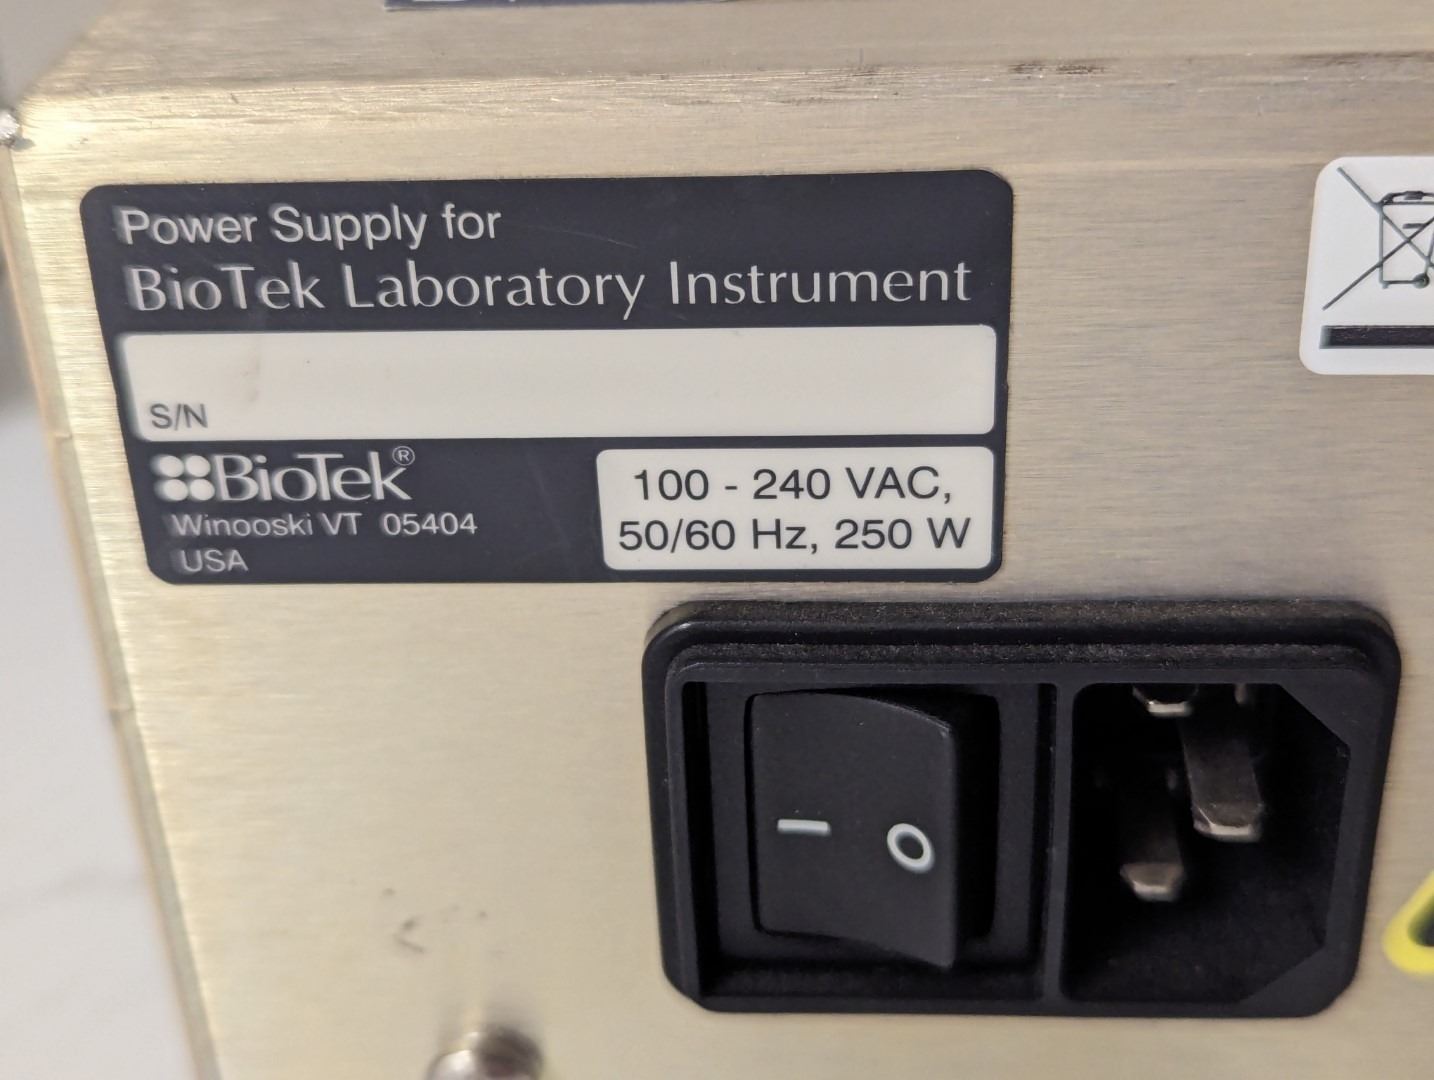 Power Supply for
BioTek Laboratory Instrument
S/N
BioTek®
Winooski VT 05404
USA
100 - 240 VAC,
50/60 Hz, 250 W
I O